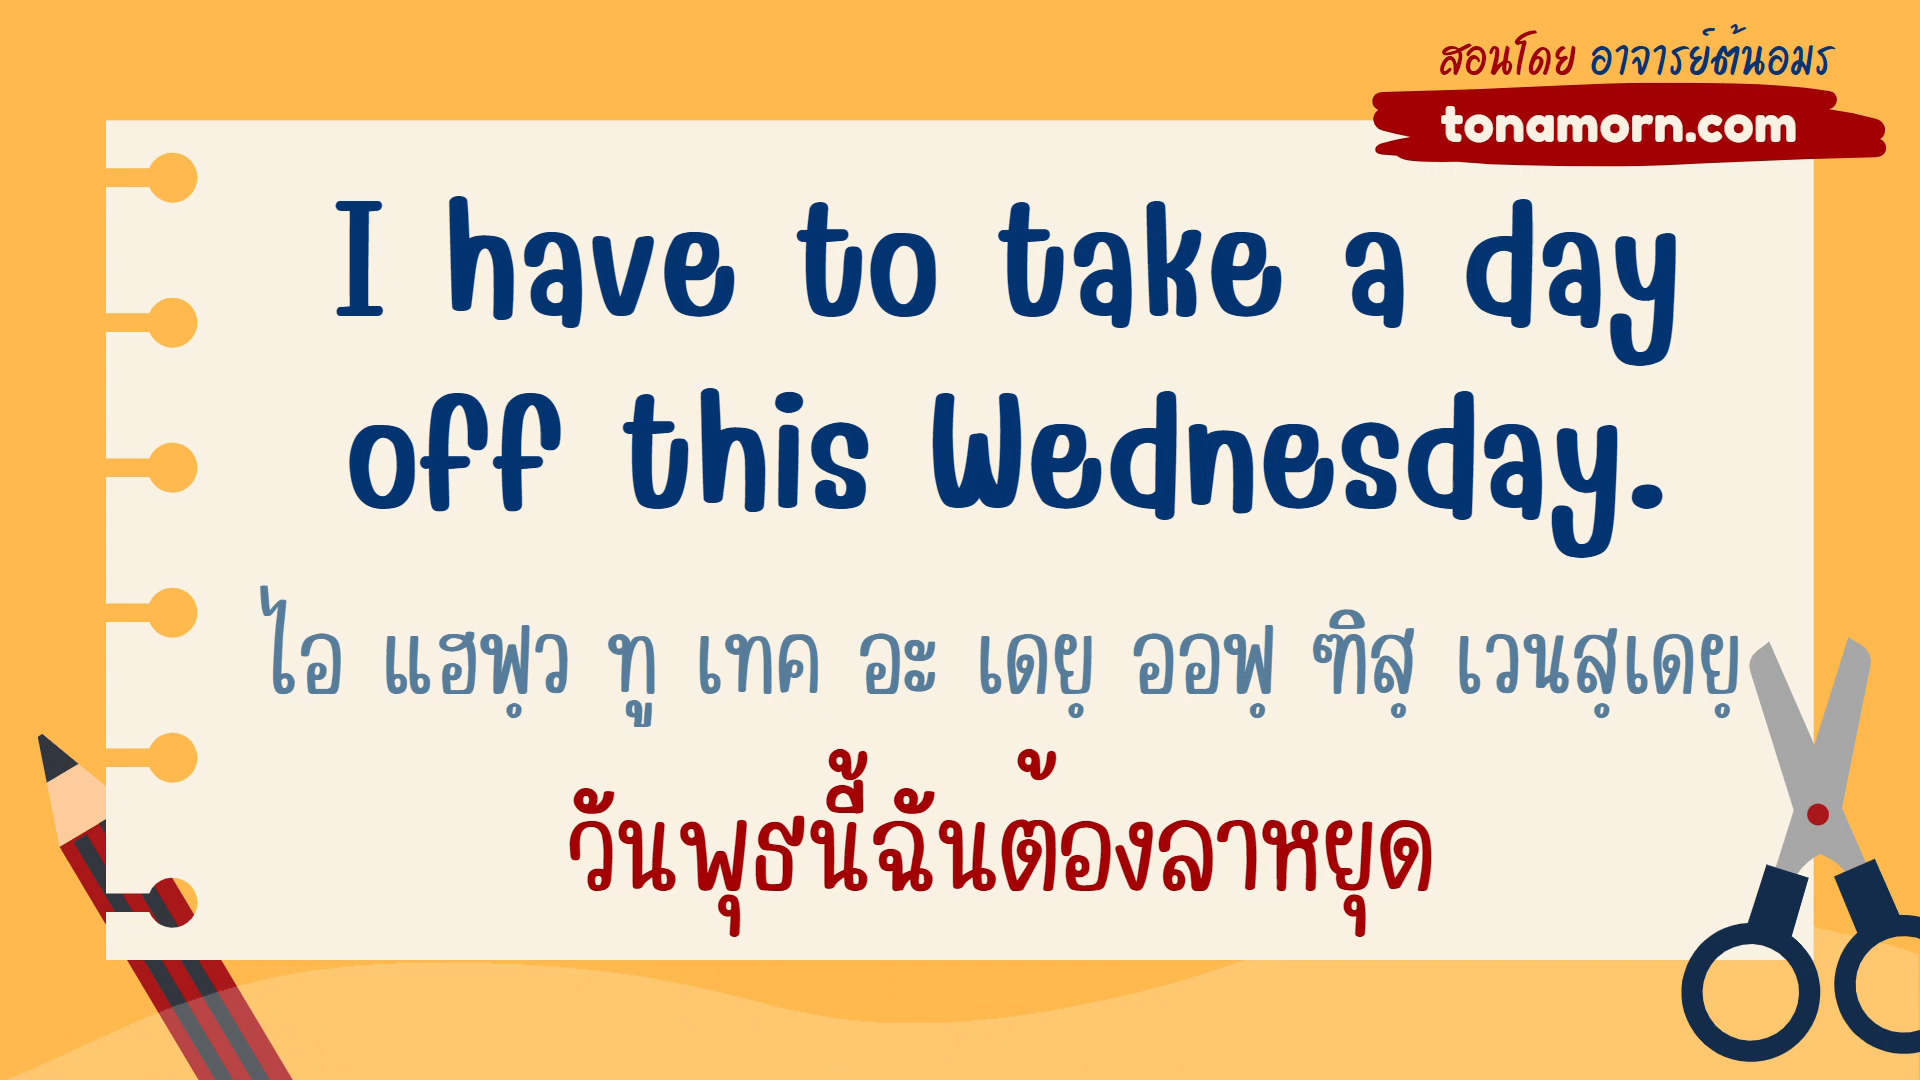 สอนโดย อาจารย์ต้นอมร
tonamorn.com
I have to take a day
off this Wednesday.
ไอ แฮฟฺว ทู เทค อะ เดยฺ ออฟฺ ฑิสฺ เวนสฺเดยฺ
วันพุธนี้ฉันต้องลาหยุด